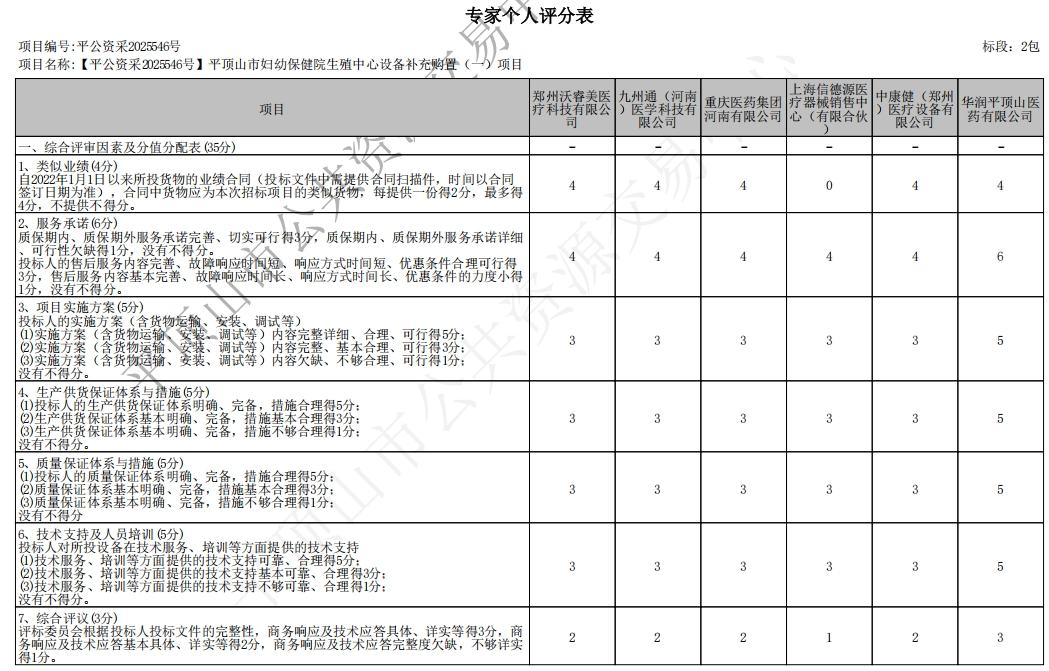 专家个人评分表
项目编号:平公资采2025546号
标段: 2包
项目名称:【平公资采2025546号】平顶山市妇幼保健院生殖中心设备补充购置（一）项目
项目
郑州沃睿美医
疗科技有限公
司
九州通（河南
）医学科技有
限公司
重庆医药集团
河南有限公司
上海信德源医
疗器械销售中
心（有限合伙
）
中康健（郑州
）医疗设备有
限公司
华润平顶山医
药有限公司
一、综合评审因素及分值分配表(35分)
- - - - - -
1、类似业绩(4分)
自2022年1月1日以来所投货物的业绩合同（投标文件中需提供合同扫描件，时间以合同
签订日期为准），合同中货物应为本次招标项目的类似货物，每提供一份得2分，最多得
4分，不提供不得分。
4 4 4 0 4 4
2、服务承诺(6分)
质保期内、质保期外服务承诺完善、切实可行得3分，质保期内、质保期外服务承诺详细
、可行性欠缺得1分，没有不得分。
投标人的售后服务内容完善、故障响应时间短、响应方式时间短、优惠条件合理可行得
3分，售后服务内容基本完善、故障响应时间长、响应方式时间长、优惠条件的力度小得
1分，没有不得分。
4 4 4 4 4 6
3、项目实施方案(5分)
投标人的实施方案（含货物运输、安装、调试等）
(1)实施方案（含货物运输、安装、调试等）内容完整详细、合理、可行得5分；
(2)实施方案（含货物运输、安装、调试等）内容完整、基本合理、可行得3分；
(3)实施方案（含货物运输、安装、调试等）内容欠缺、不够合理、可行得1分；
没有不得分。
3 3 3 3 3 5
4、生产供货保证体系与措施(5分)
(1)投标人的生产供货保证体系明确、完备，措施合理得5分；
(2)生产供货保证体系基本明确、完备，措施基本合理得3分；
(3)生产供货保证体系基本明确、完备，措施不够合理得1分；
没有不得分。
3 3 3 3 3 5
5、质量保证体系与措施(5分)
(1)投标人的质量保证体系明确、完备，措施合理得5分；
(2)质量保证体系基本明确、完备，措施基本合理得3分；
(3)质量保证体系基本明确、完备，措施不够合理得1分；
没有不得分
3 3 3 3 3 5
6、技术支持及人员培训(5分)
投标人对所投设备在技术服务、培训等方面提供的技术支持
(1)技术服务、培训等方面提供的技术支持可靠、合理得5分；
(2)技术服务、培训等方面提供的技术支持基本可靠、合理得3分；
(3)技术服务、培训等方面提供的技术支持不够可靠、合理得1分；
没有不得分。
3 3 3 3 3 5
7、综合评议(3分)
评标委员会根据投标人投标文件的完整性，商务响应及技术应答具体、详实等得3分，商
务响应及技术应答基本具体、详实等得2分，商务响应及技术应答完整度欠缺，不够详实
得1分。
2 2 2 1 2 3
平顶山市公共资源交易中心
平顶山市公共资源交易中心